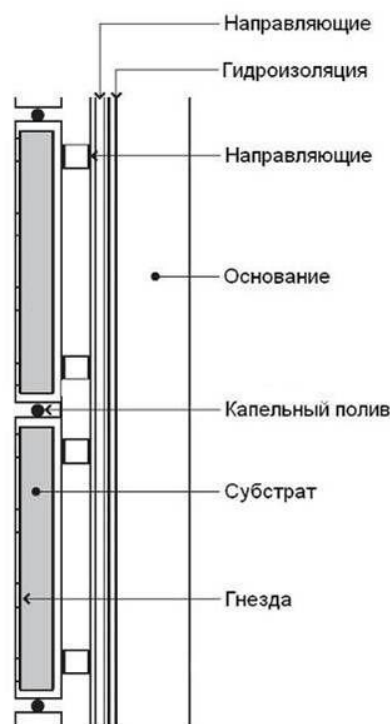 Направляющие
Гидроизоляция
Направляющие
Основание
Капельный полив
Субстрат
Гнезда